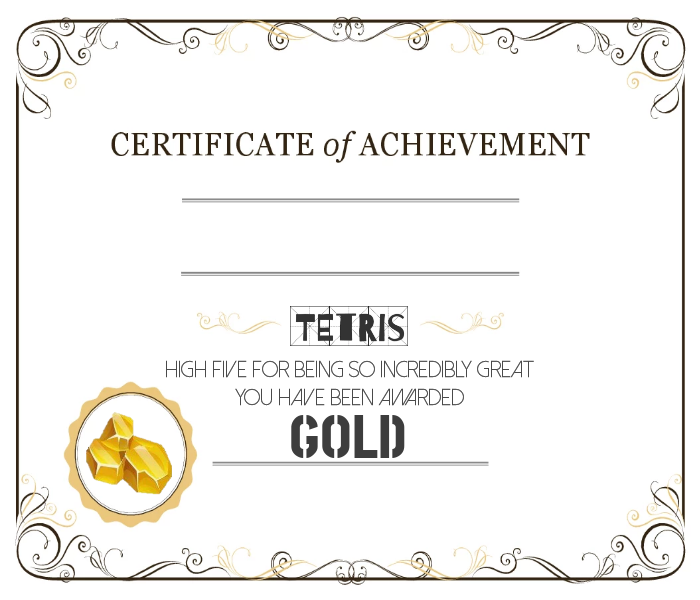 CERTIFICATE of ACHIEVEMENT
TETRIS
HIGH FIVE FOR BEING SO INCREDIBLY GREAT
YOU HAVE BEEN AWARDED
GOLD